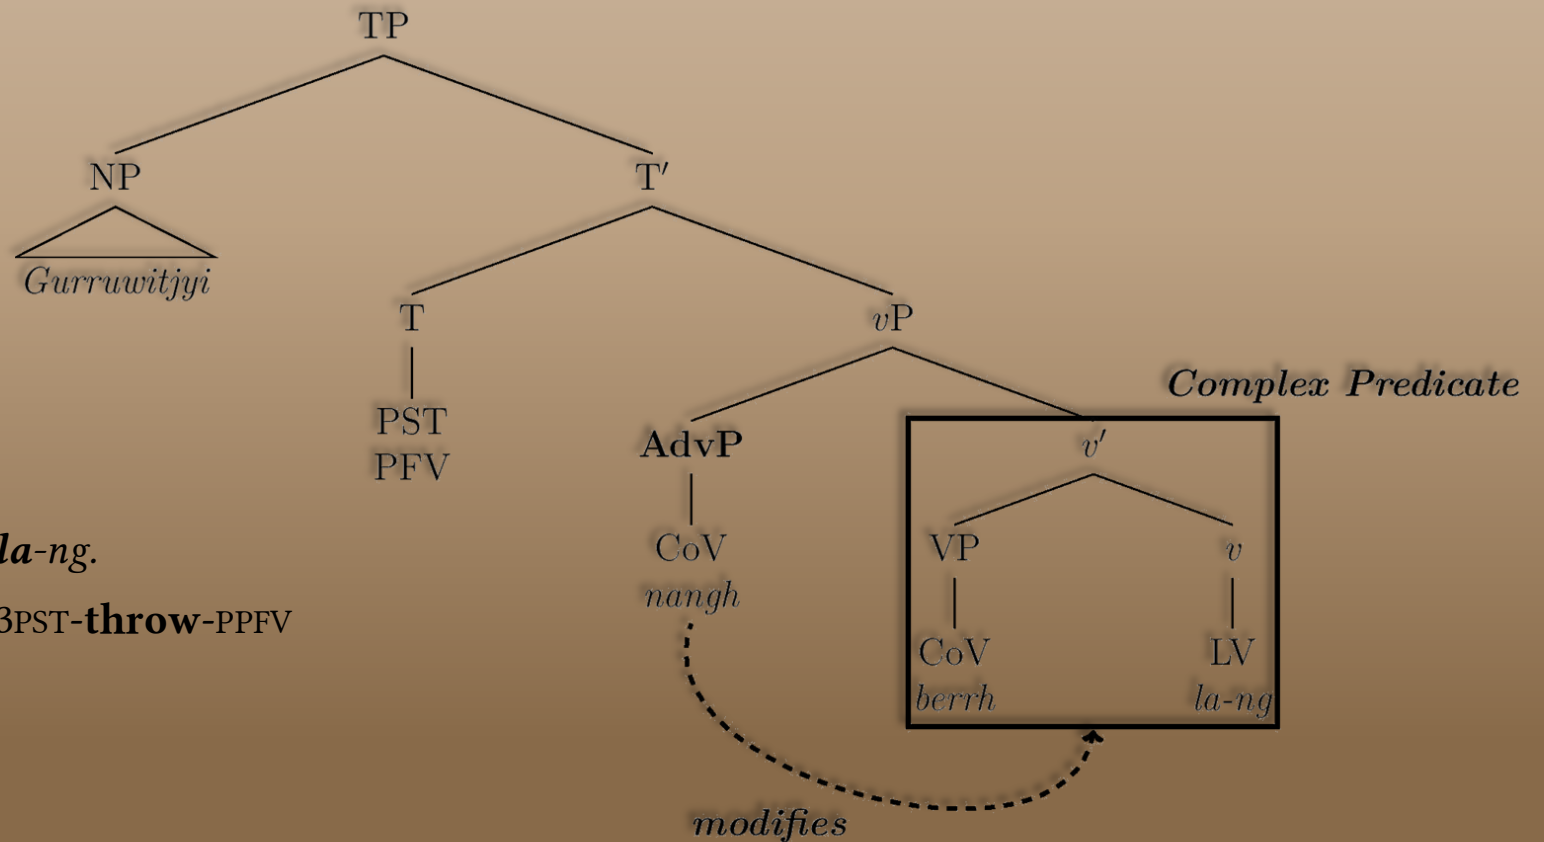 TP
NP T′
Gurruwitjyi
T vP
Complex Predicate
PST
PFV
AdvP v′
la-ng.
CoV VP v
nangh
3PST-throw-PPFV
CoV LV
berrh la-ng
modifies